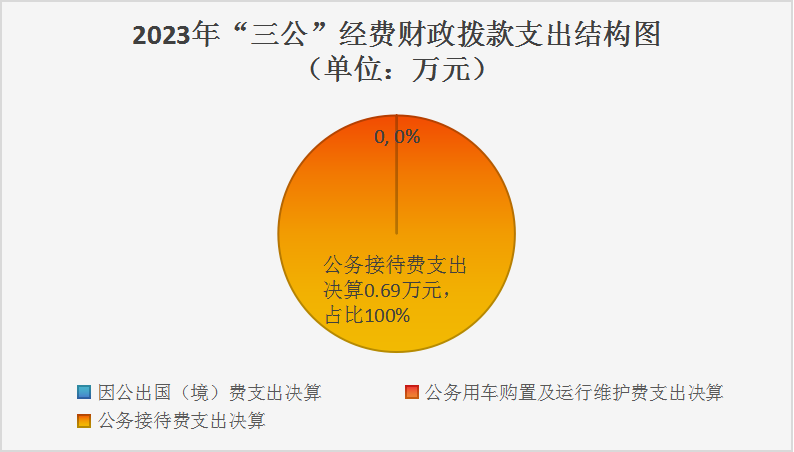 2023年“三公”经费财政拨款支出结构图
（单位：万元）
0, 0%
公务接待费支出
决算0.69万元，
占比100%
因公出国（境）费支出决算
公务用车购置及运行维护费支出决算
公务接待费支出决算